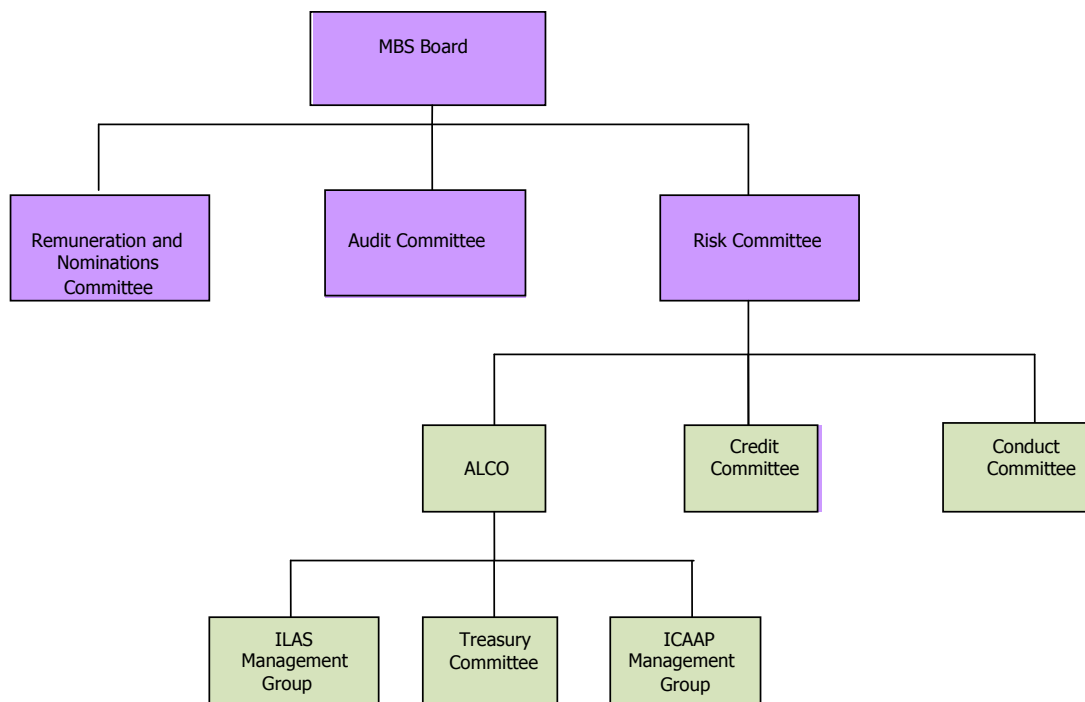 MBS Board
Remuneration and
Nominations
Committee
Audit Committee
Risk Committee
ALCO
Credit
Committee
Conduct
Committee
ILAS
Management
Group
Treasury
Committee
ICAAP
Management
Group